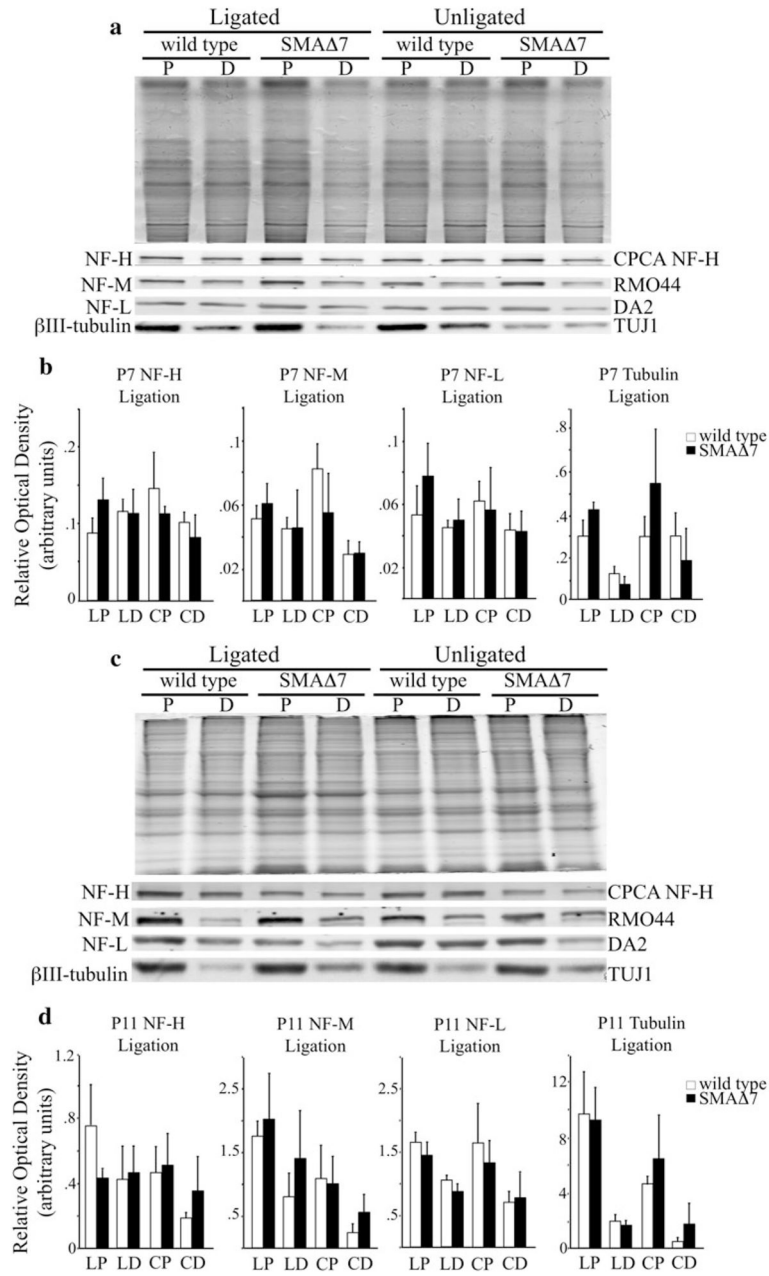 Ligated Unligated
a
wild type SMAΔ7 wild type SMAΔ7
P D P D P D P D
NF-H CPCA NF-H
NF-M RMO44
NF-L DA2
βIII-tubulin TUJ1
b
P7 NF-H Ligation
P7 NF-M Ligation
P7 NF-L Ligation
P7 Tubulin Ligation
Relative Optical Density (arbitrary units)
.2
.1
0
.1
.06
.02
.1
.06
.02
.8
.6
.4
.2
0
wild type
SMAΔ7
LP LD CP CD
LP LD CP CD
LP LD CP CD
LP LD CP CD
c
Ligated Unligated
wild type SMAΔ7 wild type SMAΔ7
P D P D P D P D
NF-H CPCA NF-H
NF-M RMO44
NF-L DA2
βIII-tubulin TUJ1
d
P11 NF-H Ligation
P11 NF-M Ligation
P11 NF-L Ligation
P11 Tubulin Ligation
Relative Optical Density (arbitrary units)
1.2
.8
.4
0
2.5
1.5
.5
2.5
1.5
.5
12
8
4
0
wild type
SMAΔ7
LP LD CP CD
LP LD CP CD
LP LD CP CD
LP LD CP CD